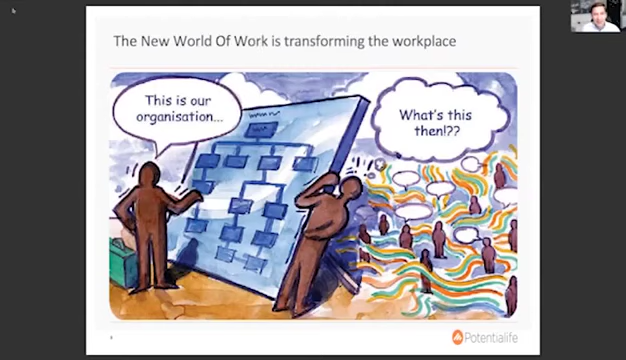 The New World Of Work is transforming the workplace
This is our
organisation...
What's this
then!??
Potentialife